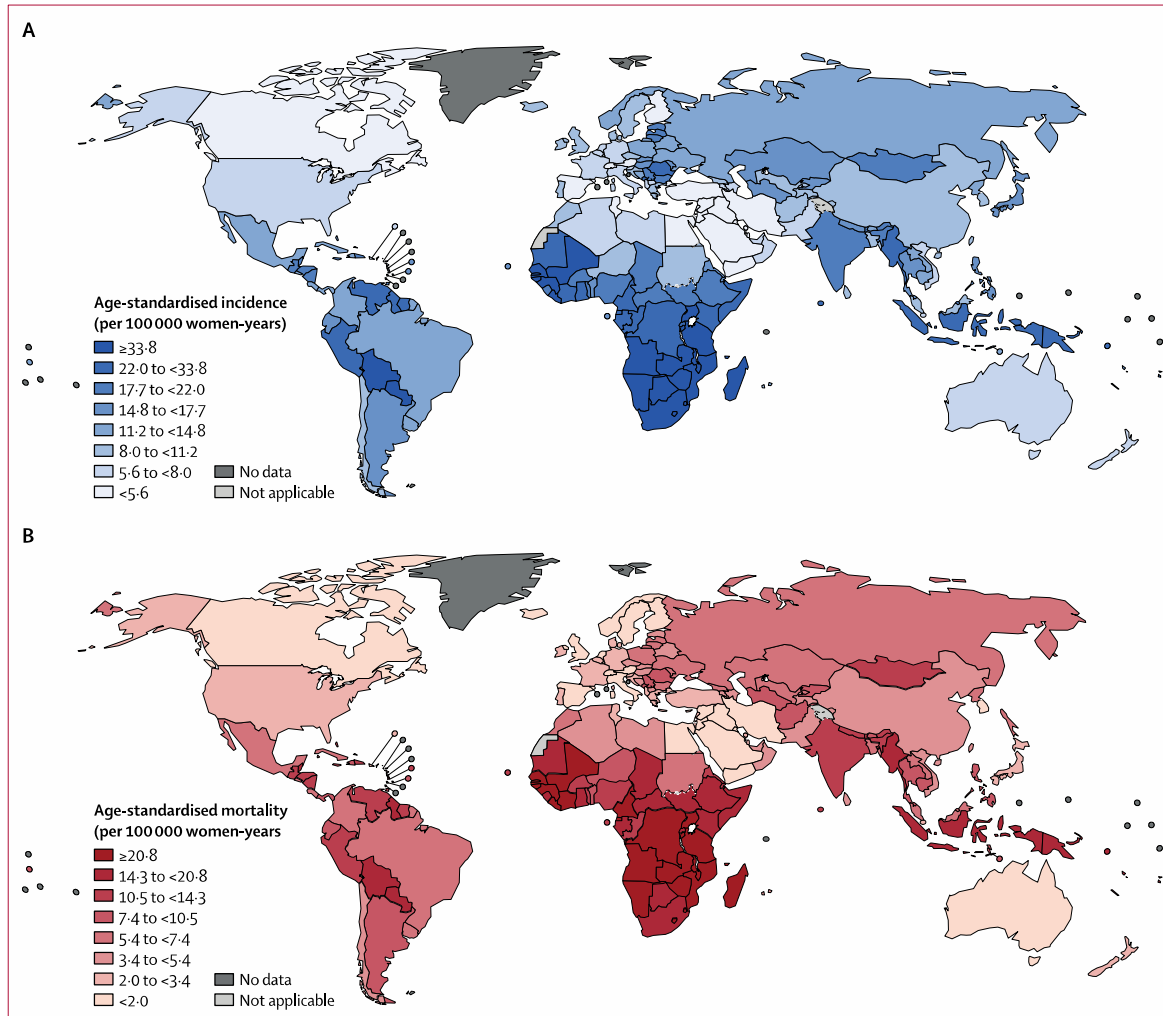 A
Age-standardised incidence
(per 100 000 women-years)
≥33·8
22·0 to <33·8
17·7 to <22·0
14·8 to <17·7
11·2 to <14·8
8·0 to <11·2
5·6 to <8·0
<5·6
No data
Not applicable
B
Age-standardised mortality
(per 100 000 women-years
≥20·8
14·3 to <20·8
10·5 to <14·3
7·4 to <10·5
5·4 to <7·4
3·4 to <5·4
2·0 to <3·4
<2·0
No data
Not applicable